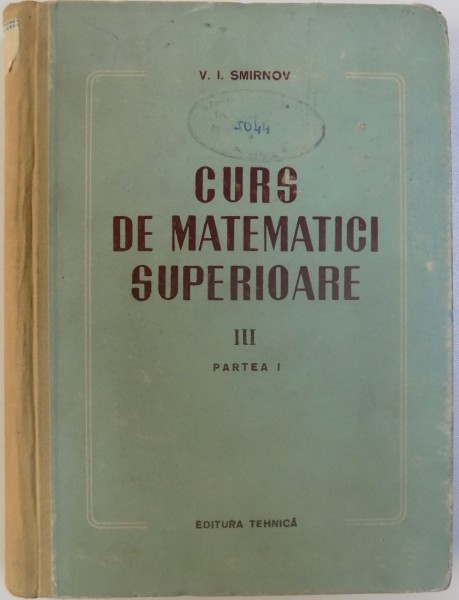 V. I. SMIRNOV
5044
CURS
DE MATEMATICI
SUPERIOARE
III
PARTEA I
EDITURA TEHNICĂ